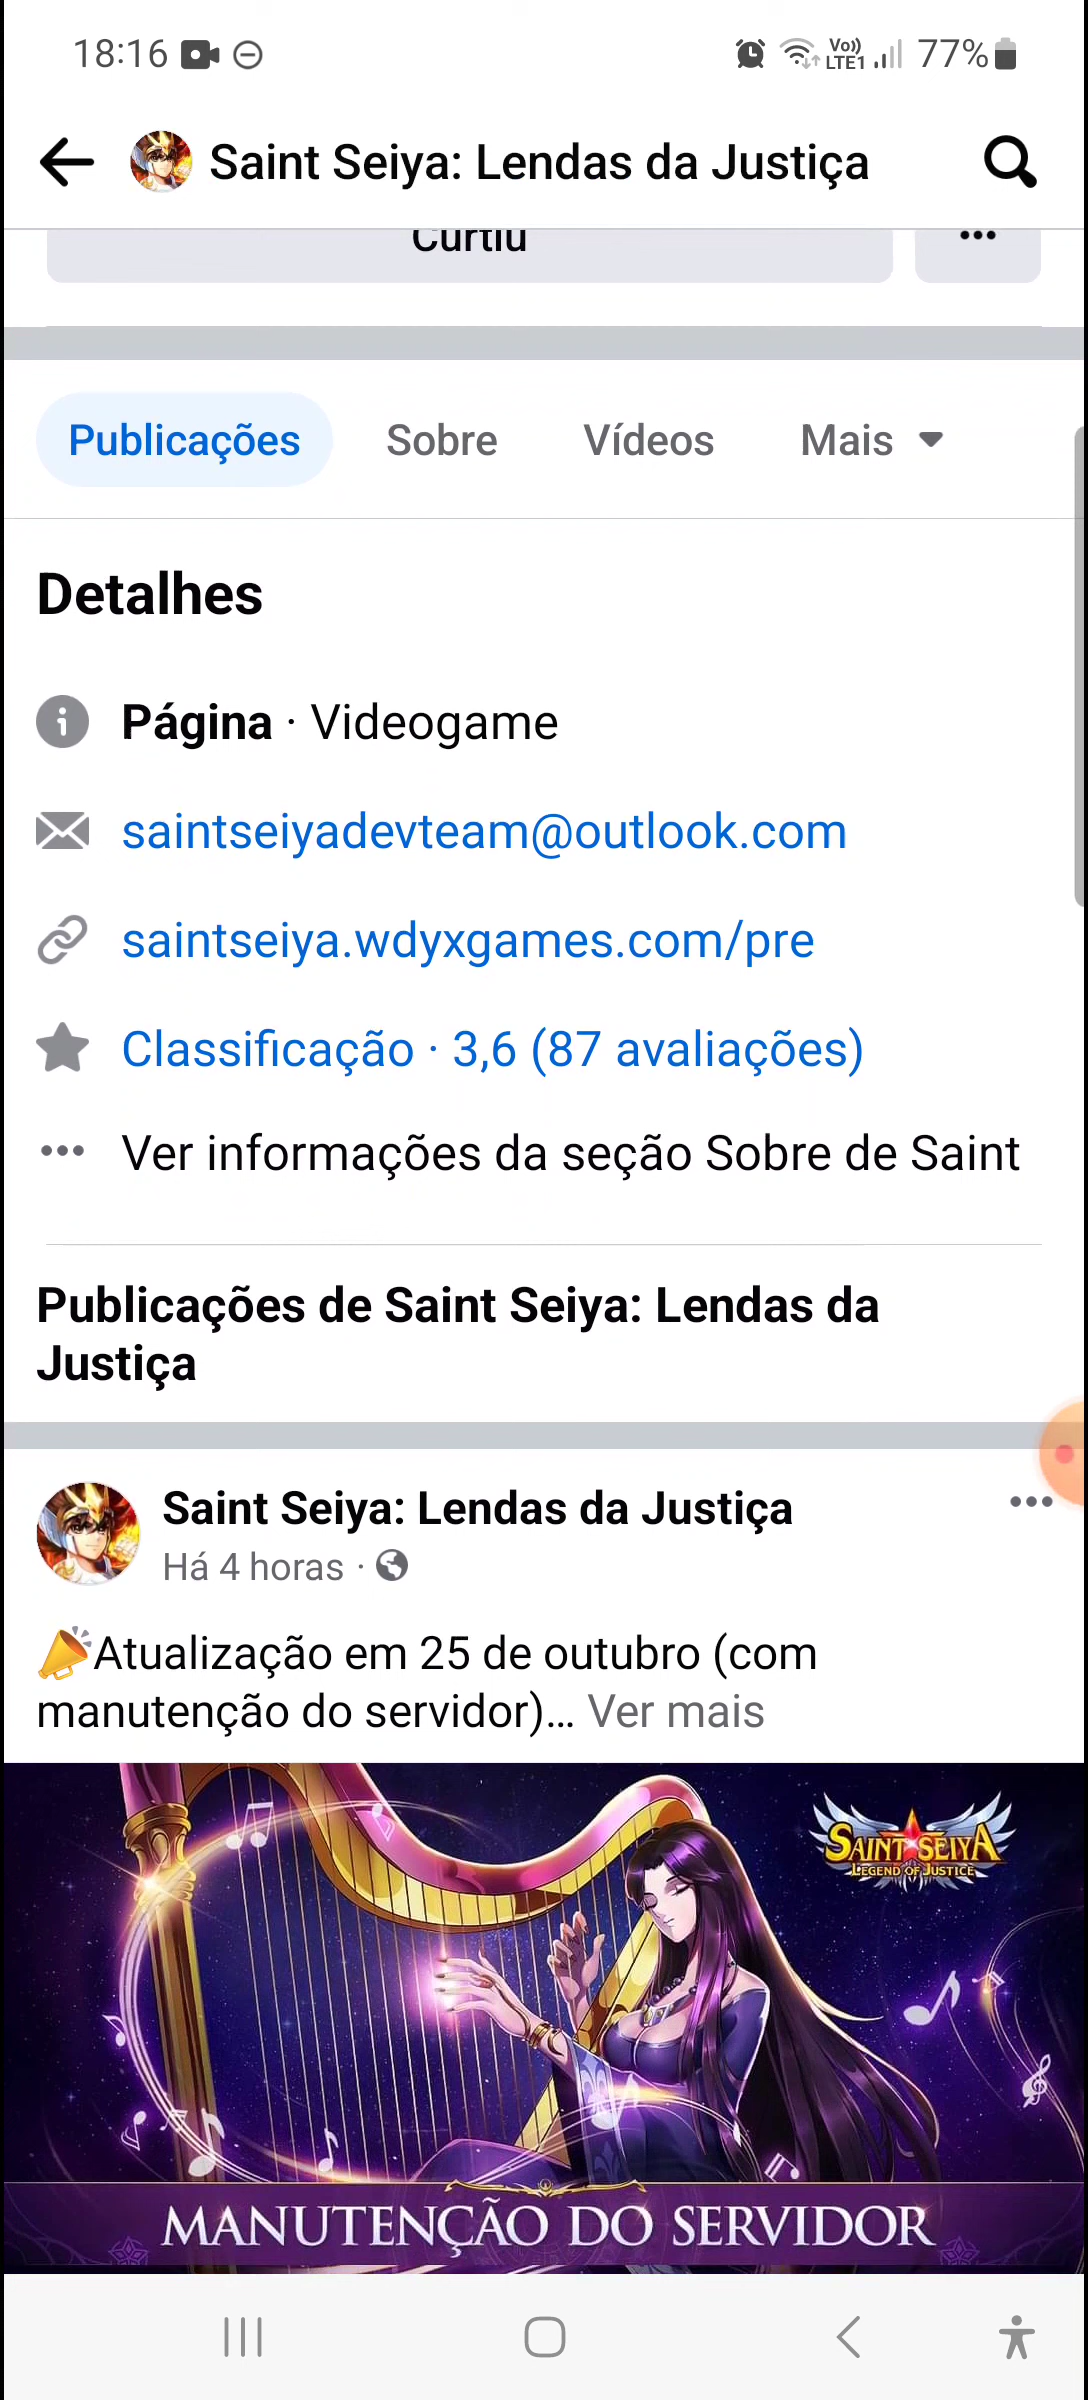 18:16
Vo))
LTE1
77%
Saint Seiya: Lendas da Justiça
Curtiu
Publicações
Sobre
Vídeos
Mais
Detalhes
Página · Videogame
saintseiyadevteam@outlook.com
saintseiya.wdyxgames.com/pre
Classificação · 3,6 (87 avaliações)
Ver informações da seção Sobre de Saint
Publicações de Saint Seiya: Lendas da
Justiça
Saint Seiya: Lendas da Justiça
Há 4 horas ·
Atualização em 25 de outubro (com
manutenção do servidor)... Ver mais
SAINT SEIYA
LEGEND OF JUSTICE
MANUTENÇÃO DO SERVIDOR